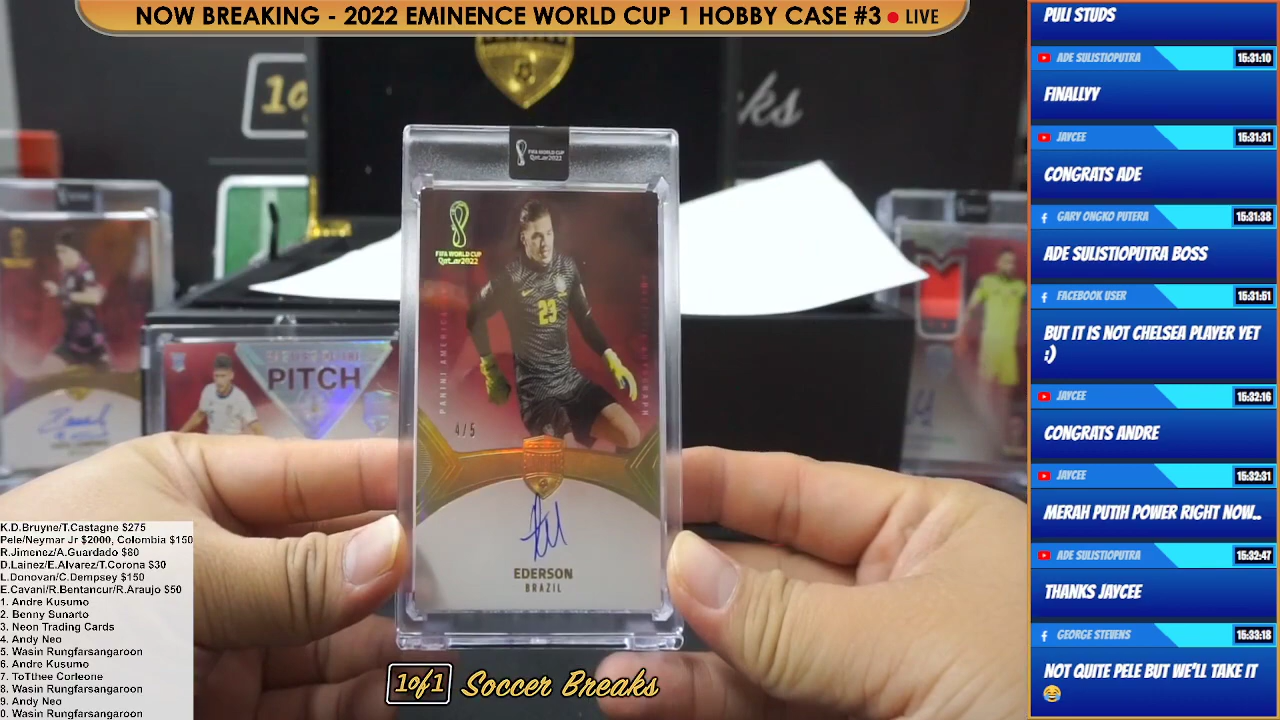 NOW BREAKING - 2022 EMINENCE WORLD CUP 1 HOBBY CASE #3 LIVE
PULI STUDS
ADE SULISTIOPUTRA 15:31:10
FINALLYY
JAYCEE 15:31:31
CONGRATS ADE
GARY ONGKO PUTERA 15:31:38
ADE SULISTIOPUTRA BOSS
FACEBOOK USER 15:31:51
BUT IT IS NOT CHELSEA PLAYER YET
;)
JAYCEE 15:32:16
CONGRATS ANDRE
JAYCEE 15:32:31
MERAH PUTIH POWER RIGHT NOW..
ADE SULISTIOPUTRA 15:32:47
THANKS JAYCEE
GEORGE STEVENS 15:33:18
NOT QUITE PELE BUT WE'LL TAKE IT
😂
FIFA WORLD CUP
Qatar2022
FIFA WORLD CUP
Qatar2022
23
PANINI AMERICA
4/5
EDERSON
BRAZIL
PITCH
K.D.Bruyne/T.Castagne $275
Pele/Neymar Jr $2000, Colombia $150
R.Jimenez/A.Guardado $80
D.Lainez/E.Alvarez/T.Corona $30
L.Donovan/C.Dempsey $150
E.Cavani/R.Bentancur/R.Araujo $50
1. Andre Kusumo
2. Benny Sunarto
3. Neon Trading Cards
4. Andy Neo
5. Wasin Rungfarsangaroon
6. Andre Kusumo
7. ToTthee Corleone
8. Wasin Rungfarsangaroon
9. Andy Neo
0. Wasin Rungfarsangaroon
1of1 Soccer Breaks